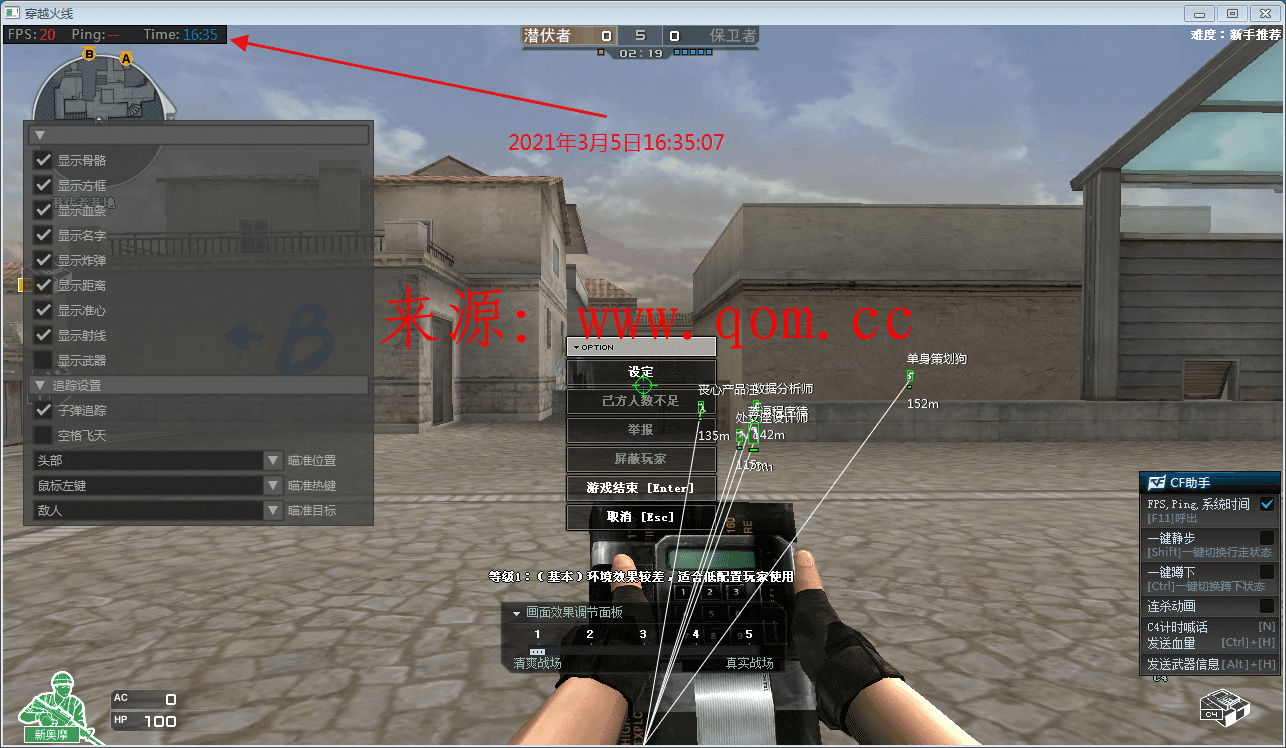 穿越火线
FPS:20 Ping:-- Time: 16:35
潜伏者 0 5 0 保卫者
02:19
难度：新手推荐
B A
2021年3月5日16:35:07
显示骨骼
显示方框
显示血条
显示名字
显示炸弹
显示距离
显示准心
显示射线
显示武器
追踪设置
子弹追踪
空格飞天
头部 瞄准位置
鼠标左键 瞄准热键
敌人 瞄准目标
B
来源：www.qom.cc
OPTION
设定
己方人数不足
举报
屏蔽玩家
游戏结束 [Enter]
取消 [Esc]
单身策划狗
152m
数据分析师
135m
142m
等级1：（基本）环境效果较差，适合低配置玩家使用
画面效果调节面板
1 2 3 4 5
清爽战场 真实战场
CF助手
FPS, Ping, 系统时间
[F11]呼出
一键静步
[Shift]一键切换行走状态
一键蹲下
[Ctrl]一键切换蹲下状态
连杀动画
C4计时喊话 [N]
发送血量 [Ctrl]+[H]
发送武器信息[Alt]+[H]
C4
C4
AC 0
HP 100
新奥摩